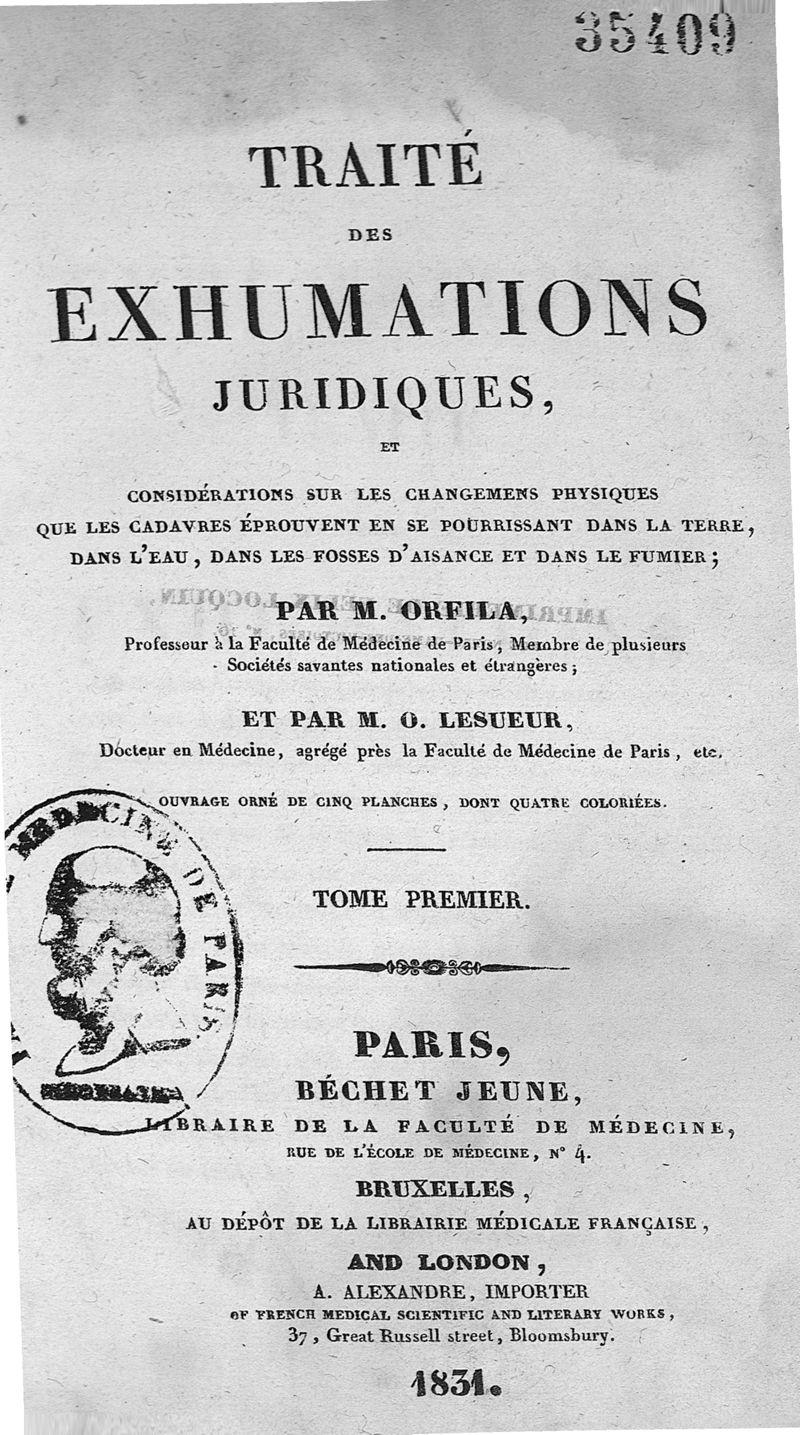 35409
TRAITÉ
DES
EXHUMATIONS
JURIDIQUES,
ET
CONSIDÉRATIONS SUR LES CHANGEMENS PHYSIQUES
QUE LES CADAVRES ÉPROUVENT EN SE POURRISSANT DANS LA TERRE,
DANS L'EAU, DANS LES FOSSES D'AISANCE ET DANS LE FUMIER;
PAR M. ORFILA,
Professeur à la Faculté de Médecine de Paris, Membre de plusieurs
Sociétés savantes nationales et étrangères;
ET PAR M. O. LESUEUR,
Docteur en Médecine, agrégé près la Faculté de Médecine de Paris, etc.
OUVRAGE ORNÉ DE CINQ PLANCHES, DONT QUATRE COLORIÉES.
MEDECINE DE PARIS
TOME PREMIER.
PARIS,
BÉCHET JEUNE,
LIBRAIRE DE LA FACULTÉ DE MÉDECINE,
RUE DE L'ÉCOLE DE MÉDECINE, N° 4.
BRUXELLES,
AU DÉPÔT DE LA LIBRAIRIE MÉDICALE FRANÇAISE,
AND LONDON,
A. ALEXANDRE, IMPORTER
OF FRENCH MEDICAL SCIENTIFIC AND LITERARY WORKS,
37, Great Russell street, Bloomsbury.
1831.